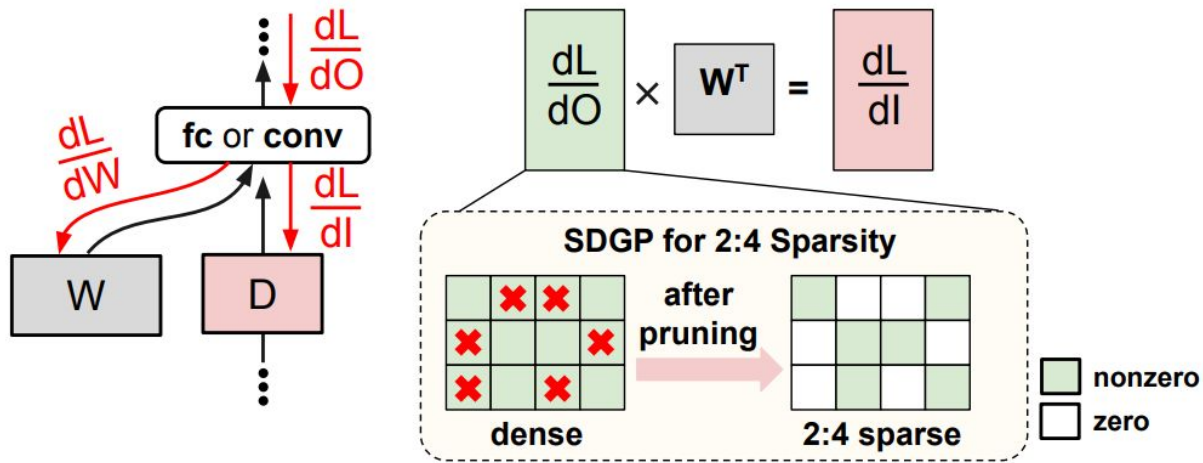 dL
dO
fc or conv
dL
dW
dL
dI
W
D
dL
dO
×
W^T
=
dL
dI
SDGP for 2:4 Sparsity
after
pruning
dense
2:4 sparse
nonzero
zero